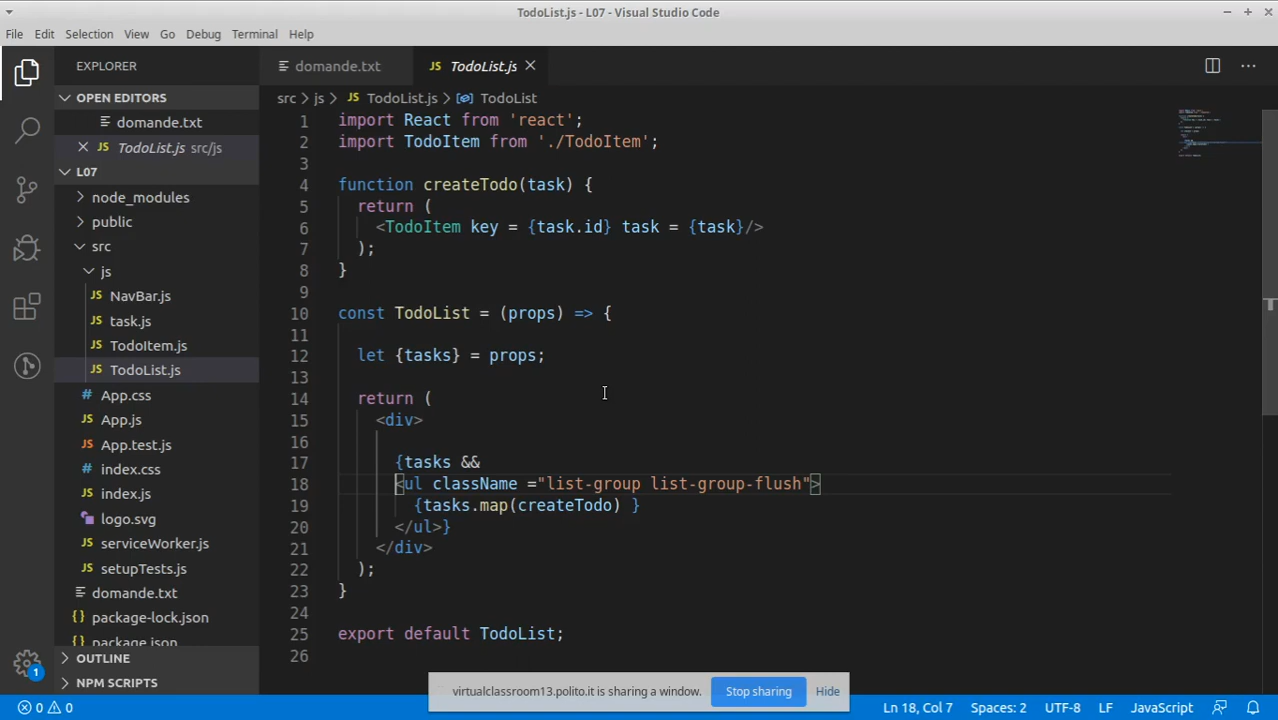 TodoList.js - L07 - Visual Studio Code
File Edit Selection View Go Debug Terminal Help
EXPLORER
OPEN EDITORS
domande.txt
TodoList.js src/js
L07
node_modules
public
src
js
NavBar.js
task.js
TodoItem.js
TodoList.js
App.css
App.js
App.test.js
index.css
index.js
logo.svg
serviceWorker.js
setupTests.js
domande.txt
package-lock.json
package.json
OUTLINE
NPM SCRIPTS
1
domande.txt
JS TodoList.js
src > js > JS TodoList.js > TodoList
1 import React from 'react';
2 import TodoItem from './TodoItem';
3
4 function createTodo(task) {
5 return (
6 <TodoItem key = {task.id} task = {task}/>
7 );
8 }
9
10 const TodoList = (props) => {
11
12 let {tasks} = props;
13
14 return (
15 <div>
16
17 {tasks &&
18 <ul className ="list-group list-group-flush">
19 {tasks.map(createTodo) }
20 </ul>}
21 </div>
22 );
23 }
24
25 export default TodoList;
26
virtualclassroom13.polito.it is sharing a window. Stop sharing Hide
0 0 Ln 18, Col 7 Spaces: 2 UTF-8 LF JavaScript